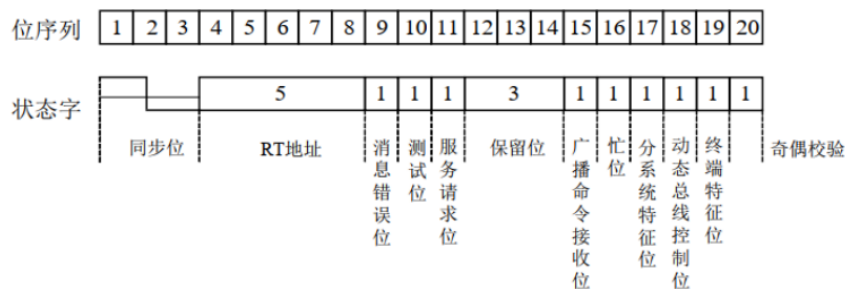 位序列 1 2 3 4 5 6 7 8 9 10 11 12 13 14 15 16 17 18 19 20
状态字 5 1 1 1 3 1 1 1 1 1 1
同步位 RT地址 消息错误位 测试位 服务请求位 保留位 广播命令接收位 忙位 分系统特征位 动态总线控制位 终端特征位 奇偶校验